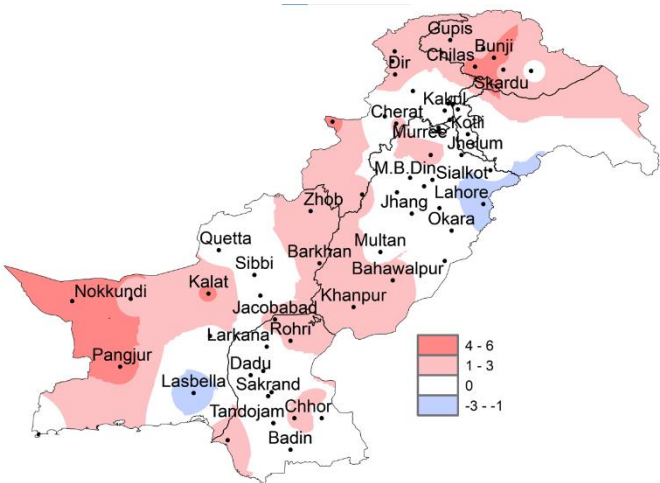 Gupis
Chilas
Bunji
Dir
Skardu
Cherat
Kakul
Kotli
Murree
Jhelum
M.B.Din
Sialkot
Zhob
Jhang
Lahore
Okara
Quetta
Multan
Barkhan
Sibbi
Bahawalpur
Nokkundi
Kalat
Khanpur
Jacobabad
Larkana
Rohri
Pangjur
Dadu
Lasbella
Sakrand
Tandojam
Chhor
Badin
4 - 6
1 - 3
0
-3 - -1